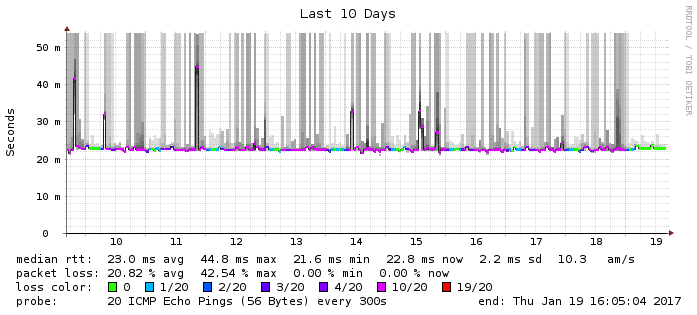 Last 10 Days
RRDTOOL / TOBI OETIKER
Seconds
50 m
40 m
30 m
20 m
10 m
0
10 11 12 13 14 15 16 17 18 19
median rtt: 23.0 ms avg 44.8 ms max 21.6 ms min 22.8 ms now 2.2 ms sd 10.3 am/s
packet loss: 20.82 % avg 42.54 % max 0.00 % min 0.00 % now
loss color: 0 1/20 2/20 3/20 4/20 10/20 19/20
probe: 20 ICMP Echo Pings (56 Bytes) every 300s end: Thu Jan 19 16:05:04 2017